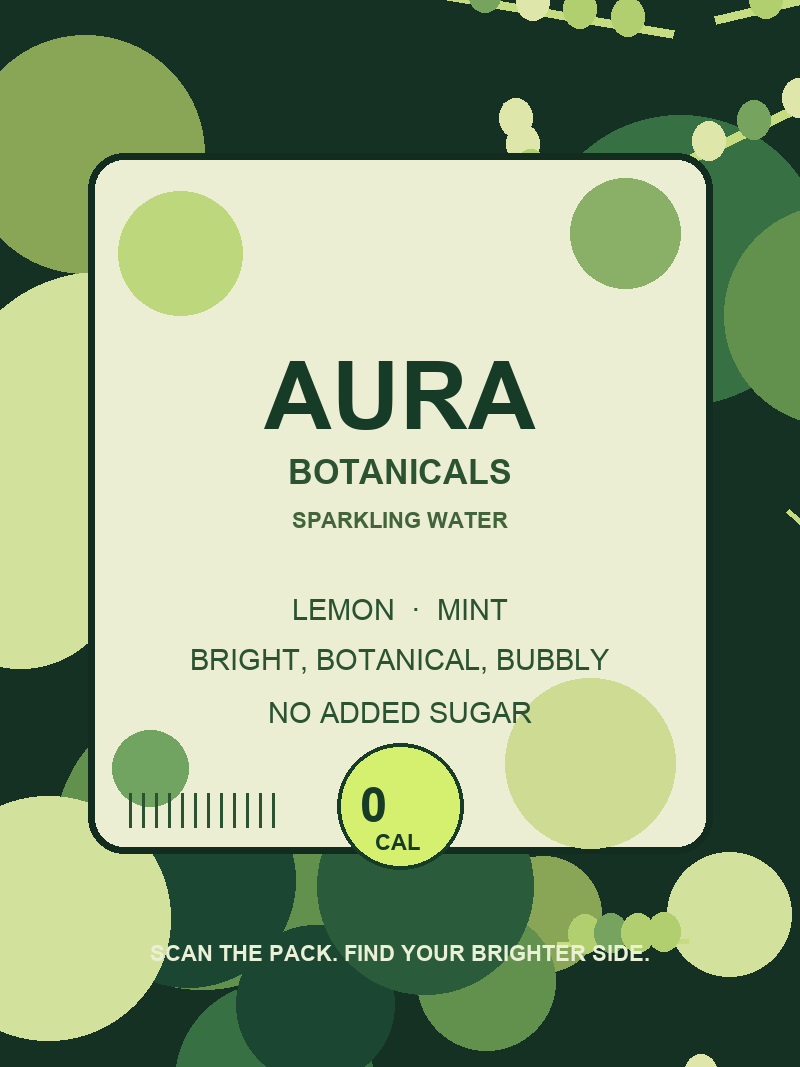 AURA
BOTANICALS
SPARKLING WATER
LEMON · MINT
BRIGHT, BOTANICAL, BUBBLY
NO ADDED SUGAR
0
CAL
SCAN THE PACK. FIND YOUR BRIGHTER SIDE.